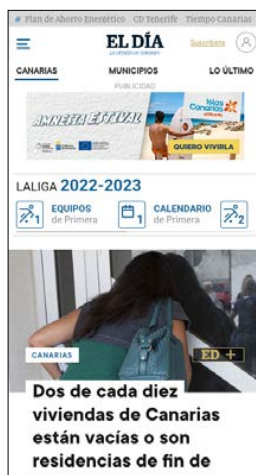 # Plan de Ahorro Energético CD Tenerife Tiempo Canarias
EL DÍA
Suscríbete
CANARIAS MUNICIPIOS LO ÚLTIMO
PUBLICIDAD
AMNESIA ESTIVAL
Islas
Canarias
QUIERO VIVIRLA
LALIGA 2022-2023
1 EQUIPOS
de Primera
1 CALENDARIO
de Primera
2
CANARIAS
ED +
Dos de cada diez
viviendas de Canarias
están vacías o son
residencias de fin de